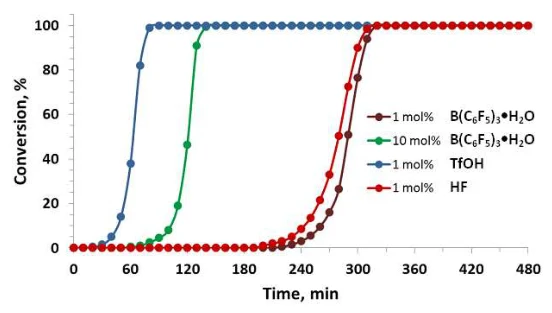 100
80
60
40
20
0
Conversion, %
1 mol% B(C6F5)3•H2O
10 mol% B(C6F5)3•H2O
1 mol% TfOH
1 mol% HF
0 60 120 180 240 300 360 420 480
Time, min